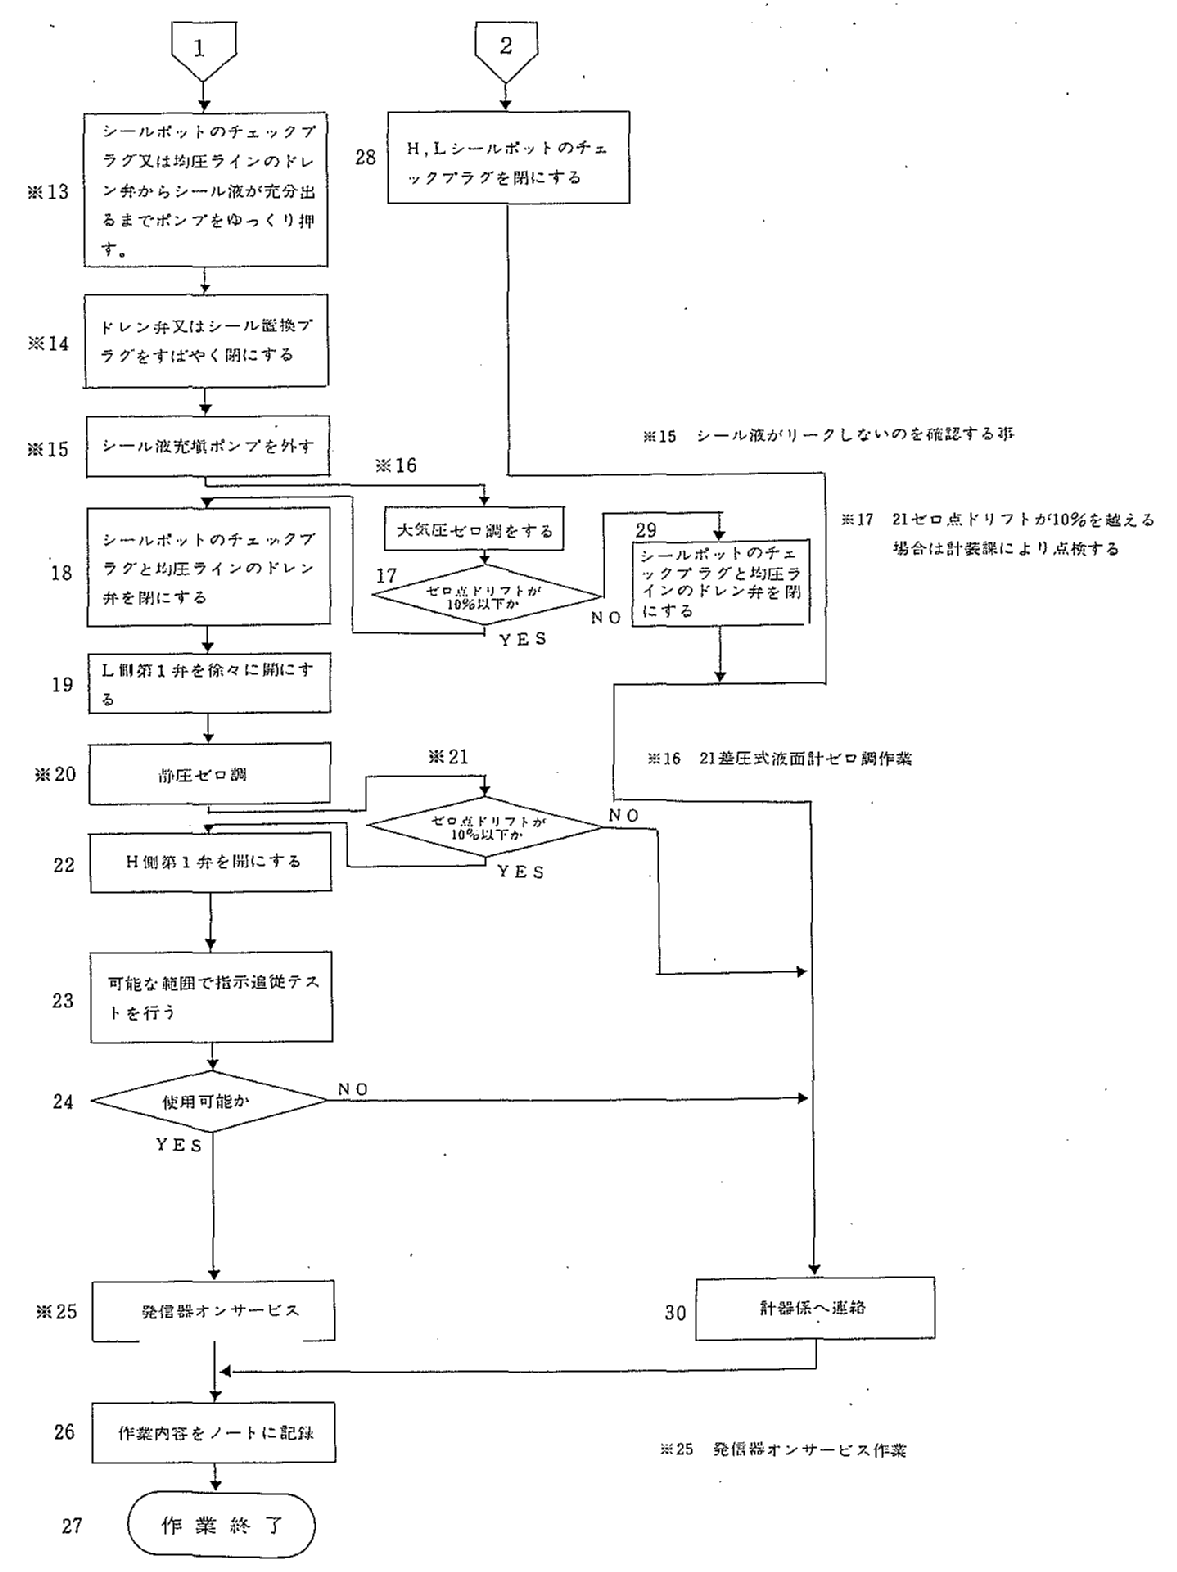 1
2
※13
シールポットのチェックプ
ラグ又は均圧ラインのドレ
ン弁からシール液が充分出
るまでポンプをゆっくり押
す。
28
H,Lシールポットのチェ
ックプラグを閉にする
※14
ドレン弁又はシール置換プ
ラグをすばやく閉にする
※15
シール液充塡ポンプを外す
※15 シール液がリークしないのを確認する事
※16
大気圧ゼロ調をする
※17 21ゼロ点ドリフトが10%を越える
場合は計装課により点検する
17
ゼロ点ドリフトが
10%以下か
NO
YES
29
シールポットのチェ
ックプラグと均圧ラ
インのドレン弁を閉
にする
18
シールポットのチェックプ
ラグと均圧ラインのドレン
弁を閉にする
19
L側第1弁を徐々に開にす
る
※20
静圧ゼロ調
※21
ゼロ点ドリフトが
10%以下か
NO
YES
※16 21差圧式液面計ゼロ調作業
22
H側第1弁を開にする
23
可能な範囲で指示追従テス
トを行う
24
使用可能か
NO
YES
※25
発信器オンサービス
30
計器係へ連絡
26
作業内容をノートに記録
※25 発信器オンサービス作業
27
作業終了